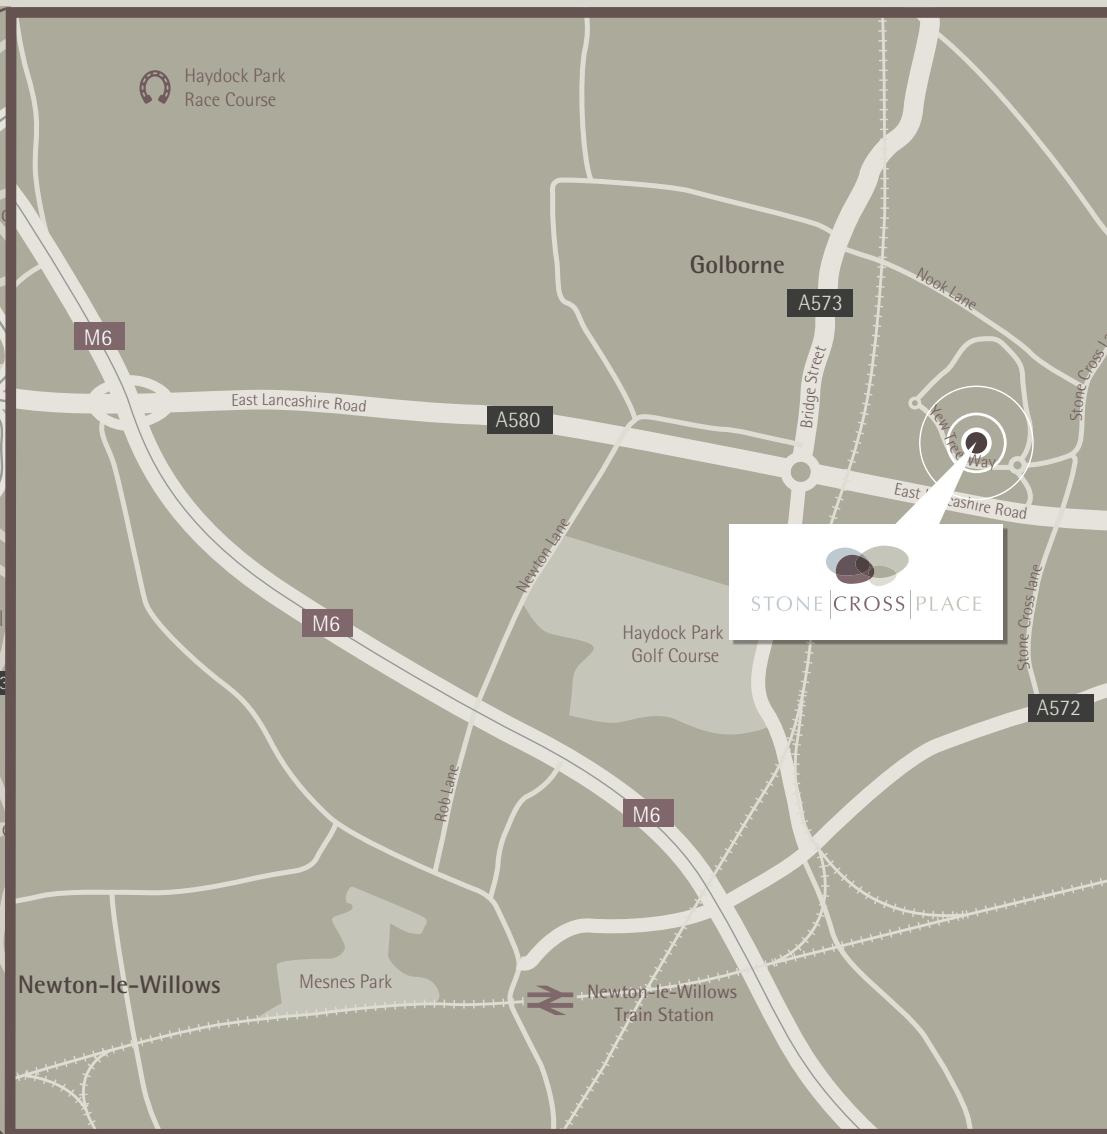 Haydock Park
Race Course
Golborne
Nook Lane
A573
M6
Bridge Street
Stone Cross
East Lancashire Road
A580
Yew Tree Way
East Lancashire Road
Newton Lane
STONE|CROSS|PLACE
Stone Cross lane
M6
Haydock Park
Golf Course
A572
Rob Lane
M6
Mesnes Park
Newton-le-Willows
Newton-le-Willows
Train Station